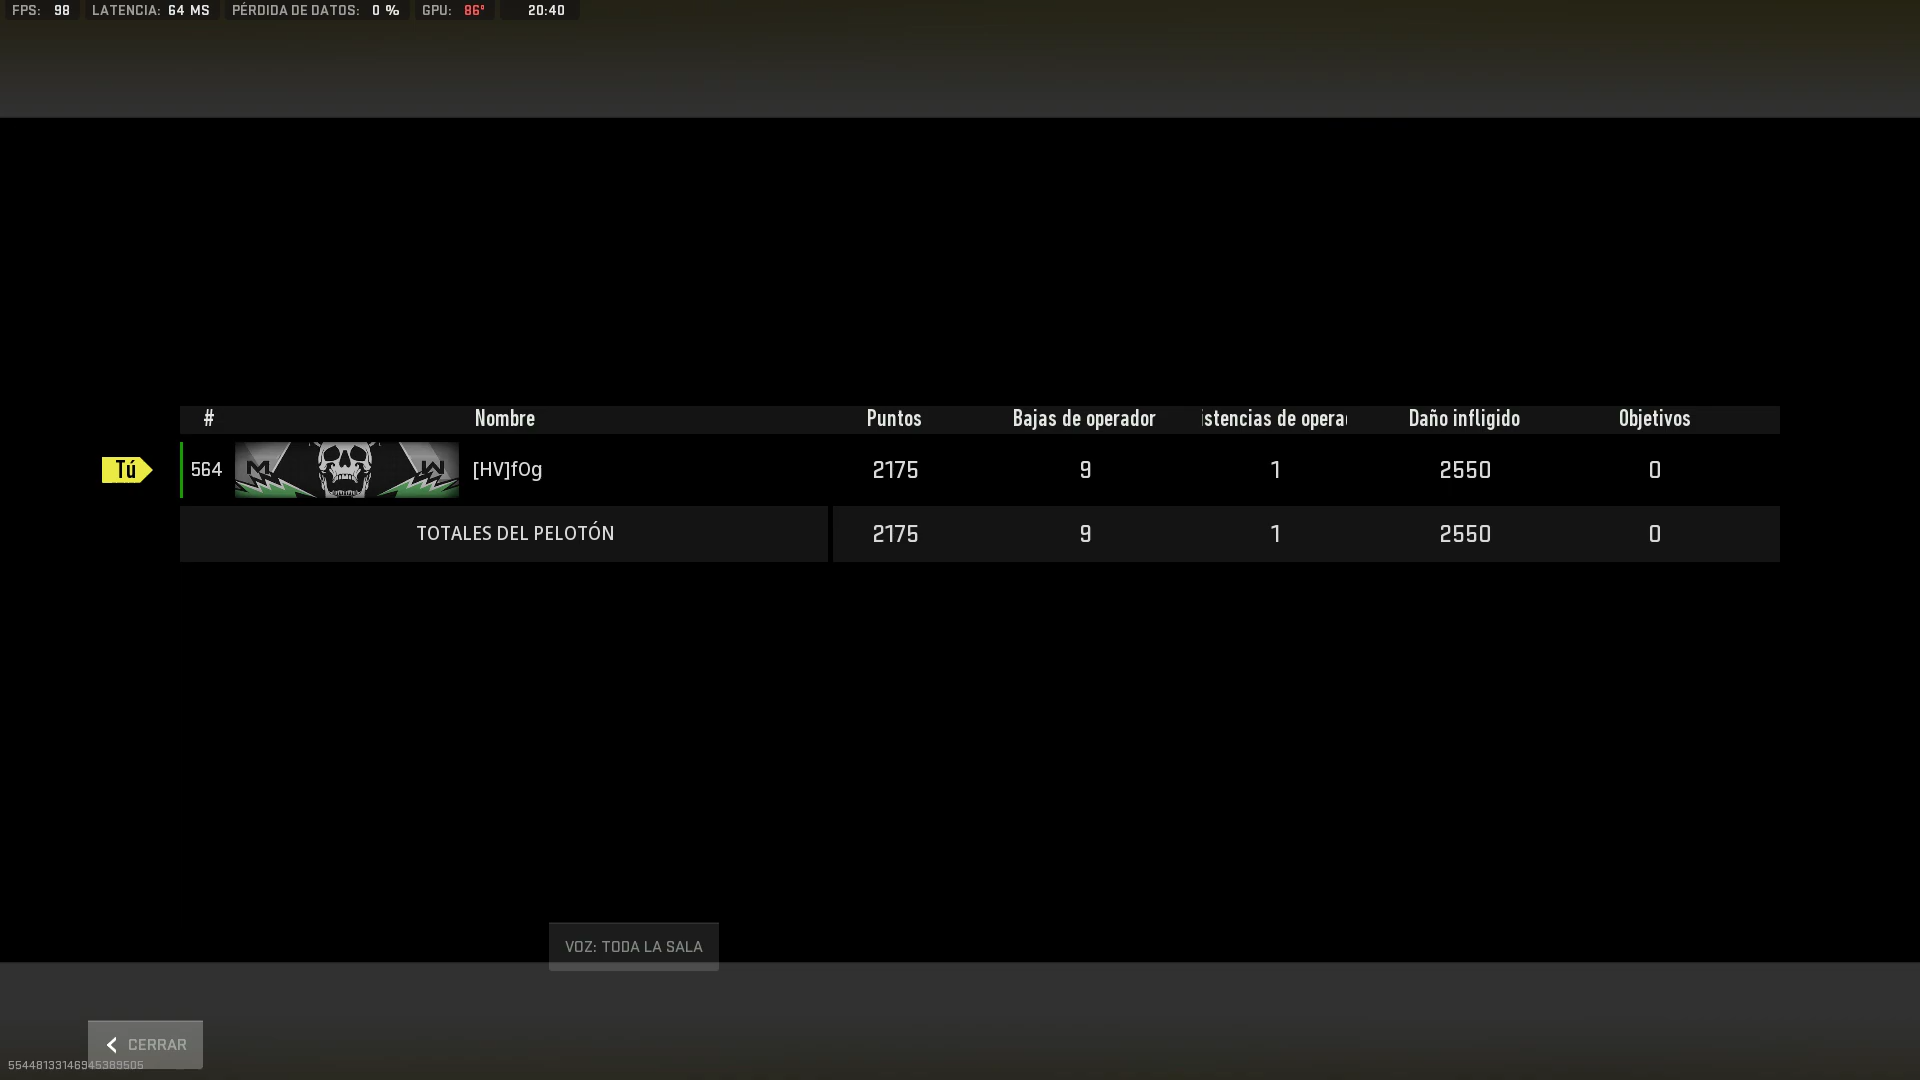 FPS: 98 LATENCIA: 64 MS PÉRDIDA DE DATOS: 0 % GPU: 86° 20:40
# Nombre Puntos Bajas de operador istencias de opera Daño infligido Objetivos
Tú 564 [HV]fOg 2175 9 1 2550 0
TOTALES DEL PELOTÓN 2175 9 1 2550 0
VOZ: TODA LA SALA
CERRAR
55448133146945389505